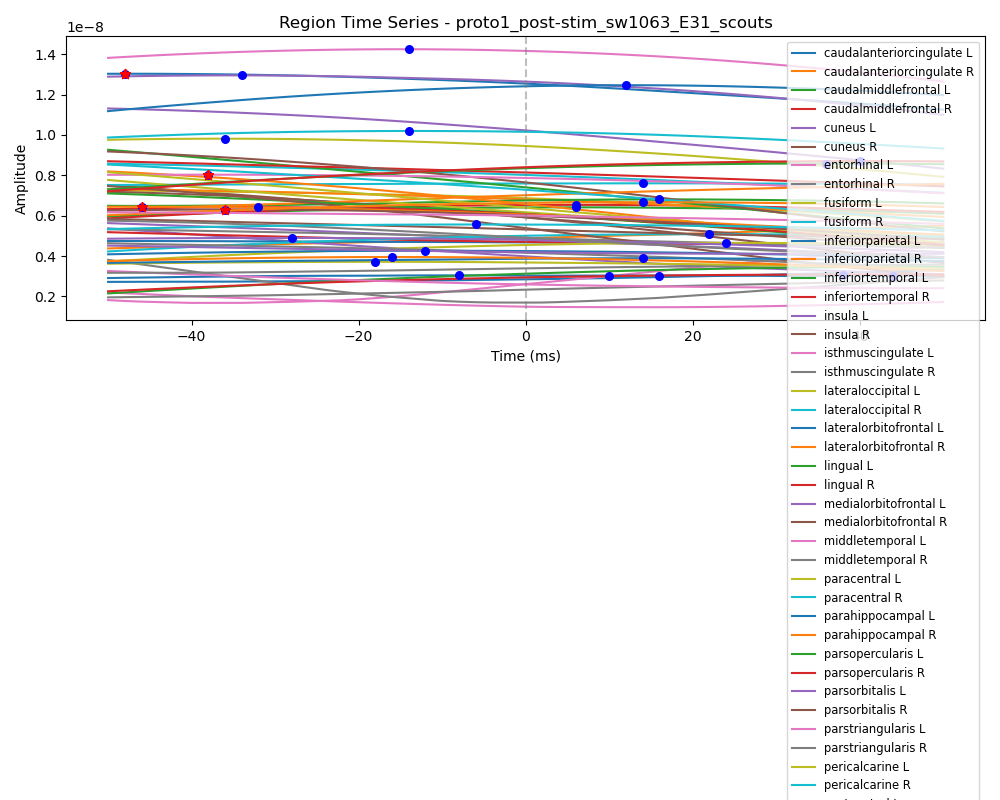 Region Time Series - proto1_post-stim_sw1063_E31_scouts
1e−8
1.4
1.2
1.0
0.8
0.6
0.4
0.2
Amplitude
−40
−20
0
20
Time (ms)
caudalanteriorcingulate L
caudalanteriorcingulate R
caudalmiddlefrontal L
caudalmiddlefrontal R
cuneus L
cuneus R
entorhinal L
entorhinal R
fusiform L
fusiform R
inferiorparietal L
inferiorparietal R
inferiortemporal L
inferiortemporal R
insula L
insula R
isthmuscingulate L
isthmuscingulate R
lateraloccipital L
lateraloccipital R
lateralorbitofrontal L
lateralorbitofrontal R
lingual L
lingual R
medialorbitofrontal L
medialorbitofrontal R
middletemporal L
middletemporal R
paracentral L
paracentral R
parahippocampal L
parahippocampal R
parsopercularis L
parsopercularis R
parsorbitalis L
parsorbitalis R
parstriangularis L
parstriangularis R
pericalcarine L
pericalcarine R